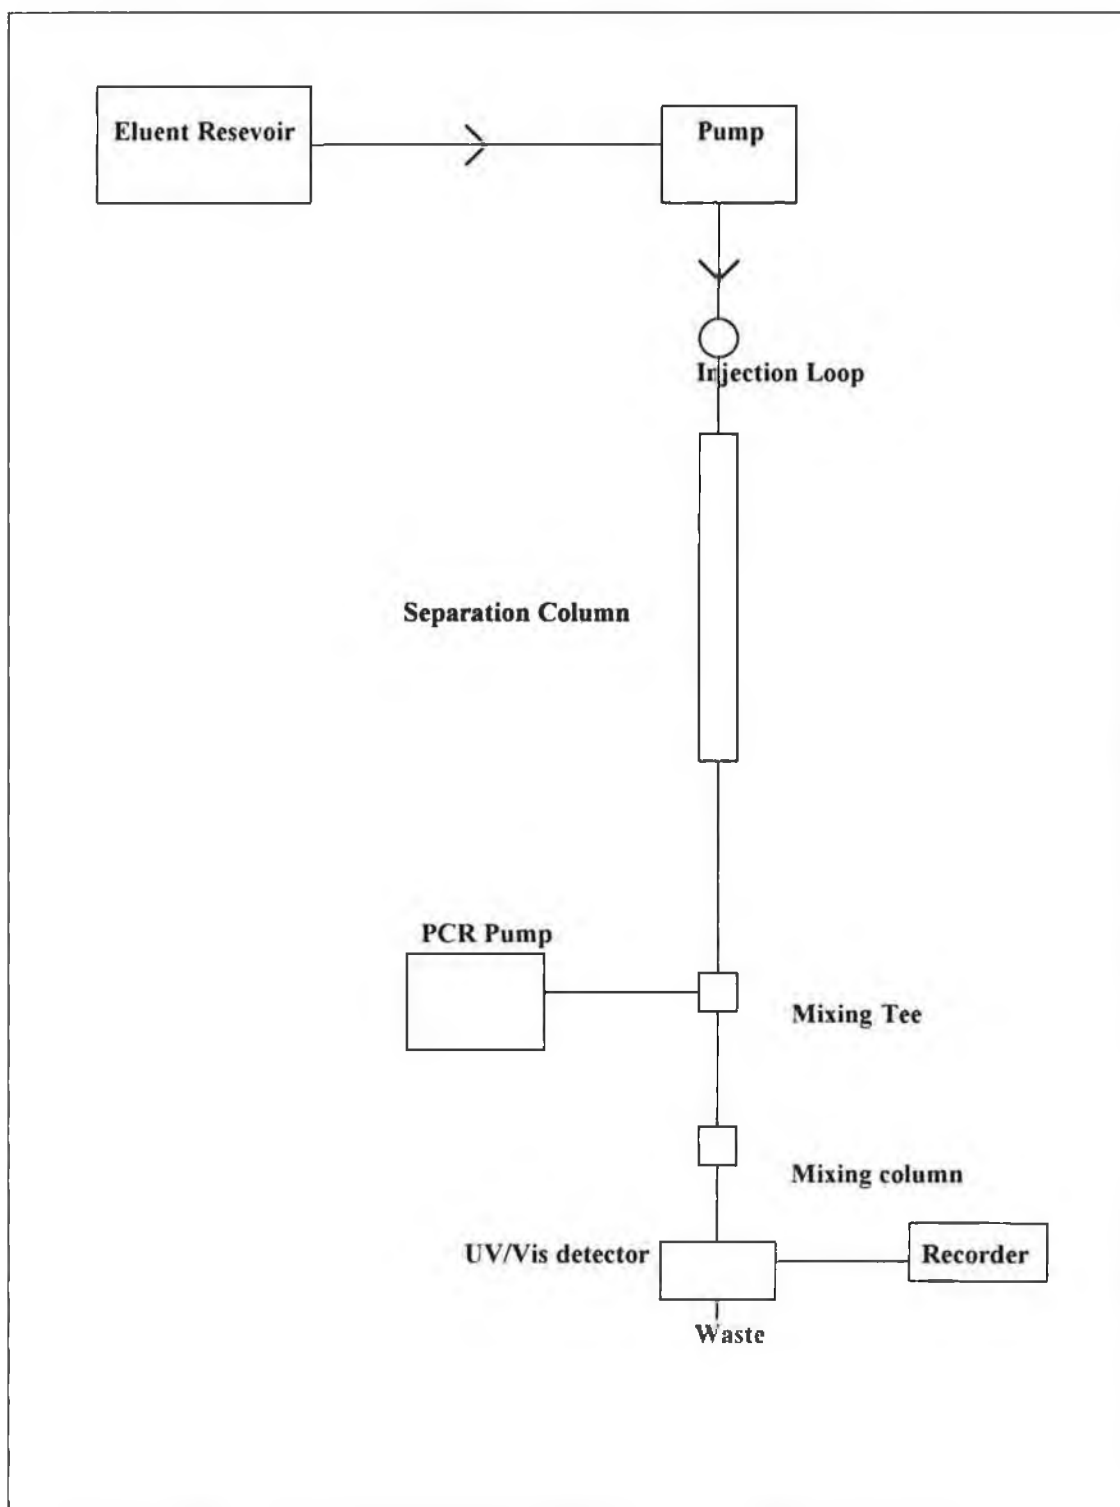 Eluent Resevoir
Pump
Injection Loop
Separation Column
PCR Pump
Mixing Tee
Mixing column
UV/Vis detector
Recorder
Waste